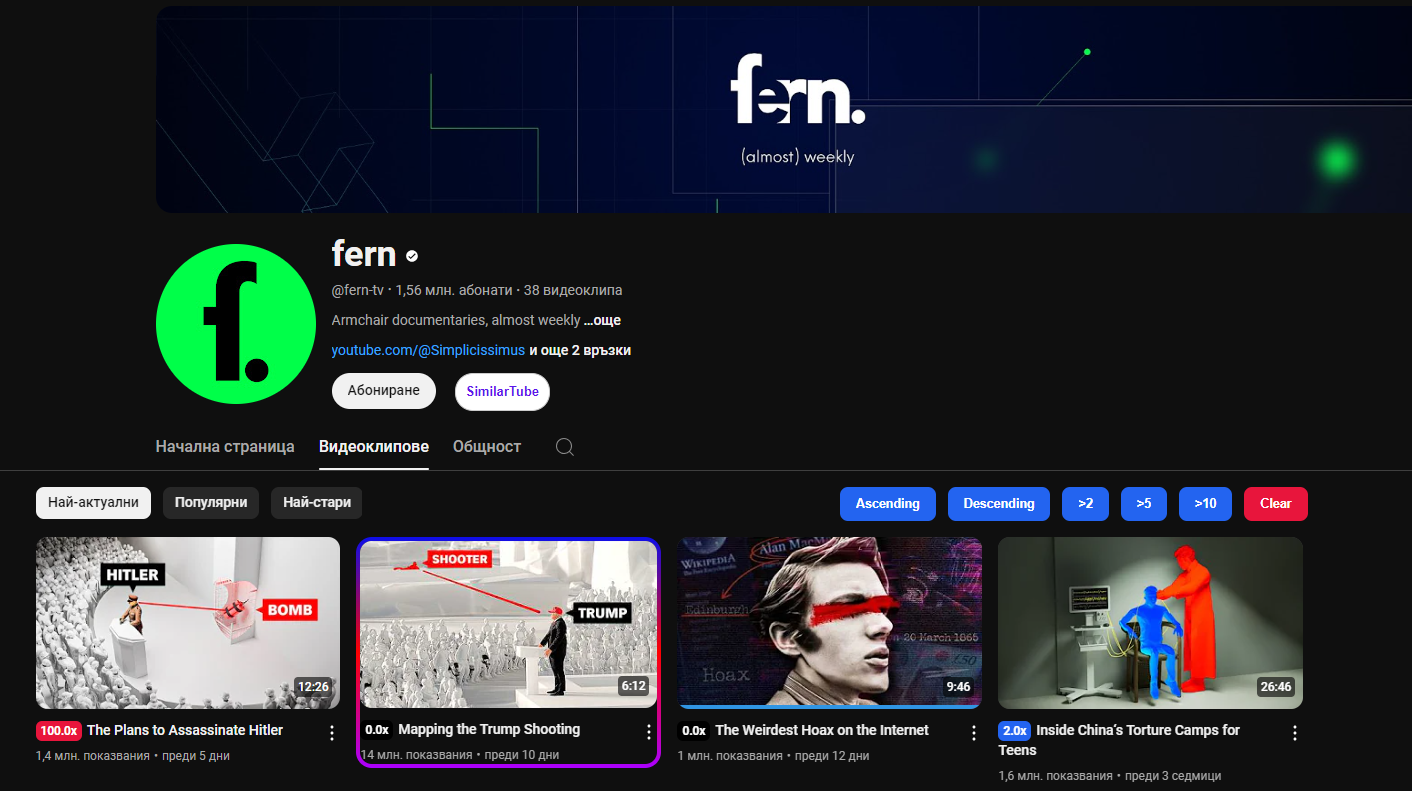 fern.
(almost) weekly
f.
fern
@fern-tv · 1,56 млн. абонати · 38 видеоклипа
Armchair documentaries, almost weekly ...още
youtube.com/@Simplicissimus и още 2 връзки
Абониране
SimilarTube
Начална страница
Видеоклипове
Общност
Най-актуални
Популярни
Най-стари
Ascending
Descending
>2
>5
>10
Clear
HITLER
BOMB
12:26
100.0x The Plans to Assassinate Hitler
1,4 млн. показвания • преди 5 дни
SHOOTER
TRUMP
6:12
0.0x Mapping the Trump Shooting
14 млн. показвания • преди 10 дни
WIKIPEDIA
The Free Encyclopedia
Alan MacM
Edinburgh
n 20 March 1865
Hoax
£50
9:46
0.0x The Weirdest Hoax on the Internet
1 млн. показвания • преди 12 дни
26:46
2.0x Inside China's Torture Camps for
Teens
1,6 млн. показвания • преди 3 седмици